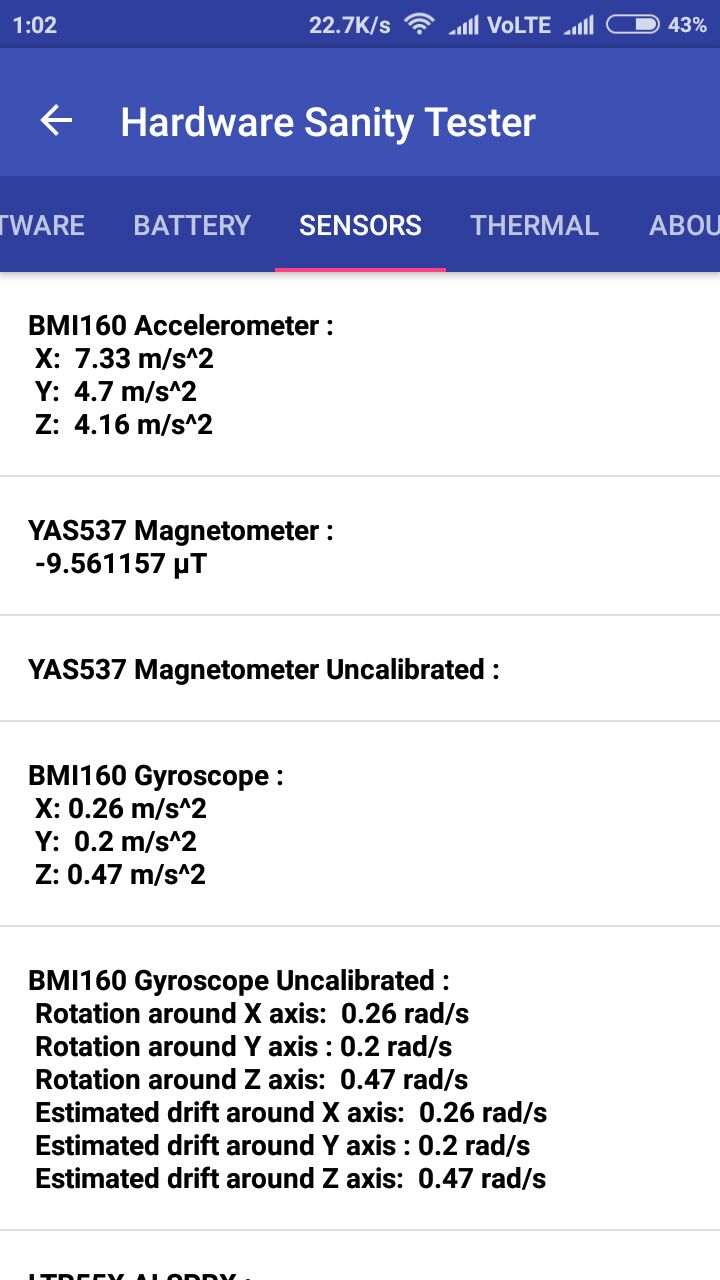 1:02 22.7K/s VoLTE 43%
Hardware Sanity Tester
TWARE BATTERY SENSORS THERMAL ABOU
BMI160 Accelerometer :
X: 7.33 m/s^2
Y: 4.7 m/s^2
Z: 4.16 m/s^2
YAS537 Magnetometer :
-9.561157 µT
YAS537 Magnetometer Uncalibrated :
BMI160 Gyroscope :
X: 0.26 m/s^2
Y: 0.2 m/s^2
Z: 0.47 m/s^2
BMI160 Gyroscope Uncalibrated :
Rotation around X axis: 0.26 rad/s
Rotation around Y axis : 0.2 rad/s
Rotation around Z axis: 0.47 rad/s
Estimated drift around X axis: 0.26 rad/s
Estimated drift around Y axis : 0.2 rad/s
Estimated drift around Z axis: 0.47 rad/s